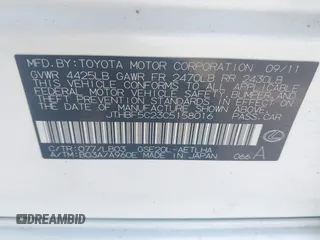 MFD. BY: TOYOTA MOTOR CORPORATION 09/11
GVWR 4425LB GAWR FR 2470LB RR 2430LB
THIS VEHICLE CONFORMS TO ALL APPLICABLE
FEDERAL MOTOR VEHICLE SAFETY, BUMPER, AND
THEFT PREVENTION STANDARDS IN EFFECT ON THE
DATE OF MANUFACTURE SHOWN ABOVE.
JTHBF5C23C5158016
PASS. CAR
C/TR: 077/LB03 GSE20L-AETLHA
A/TM: B03A/A960E MADE IN JAPAN 066 A
© DRIVEBID AUTO